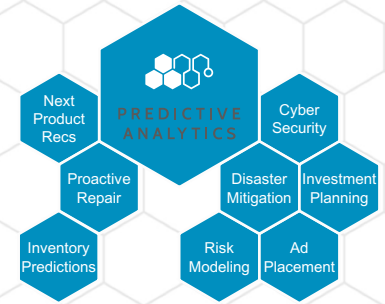 PREDICTIVE
ANALYTICS
Next
Product
Recs
Cyber
Security
Proactive
Repair
Disaster
Mitigation
Investment
Planning
Inventory
Predictions
Risk
Modeling
Ad
Placement